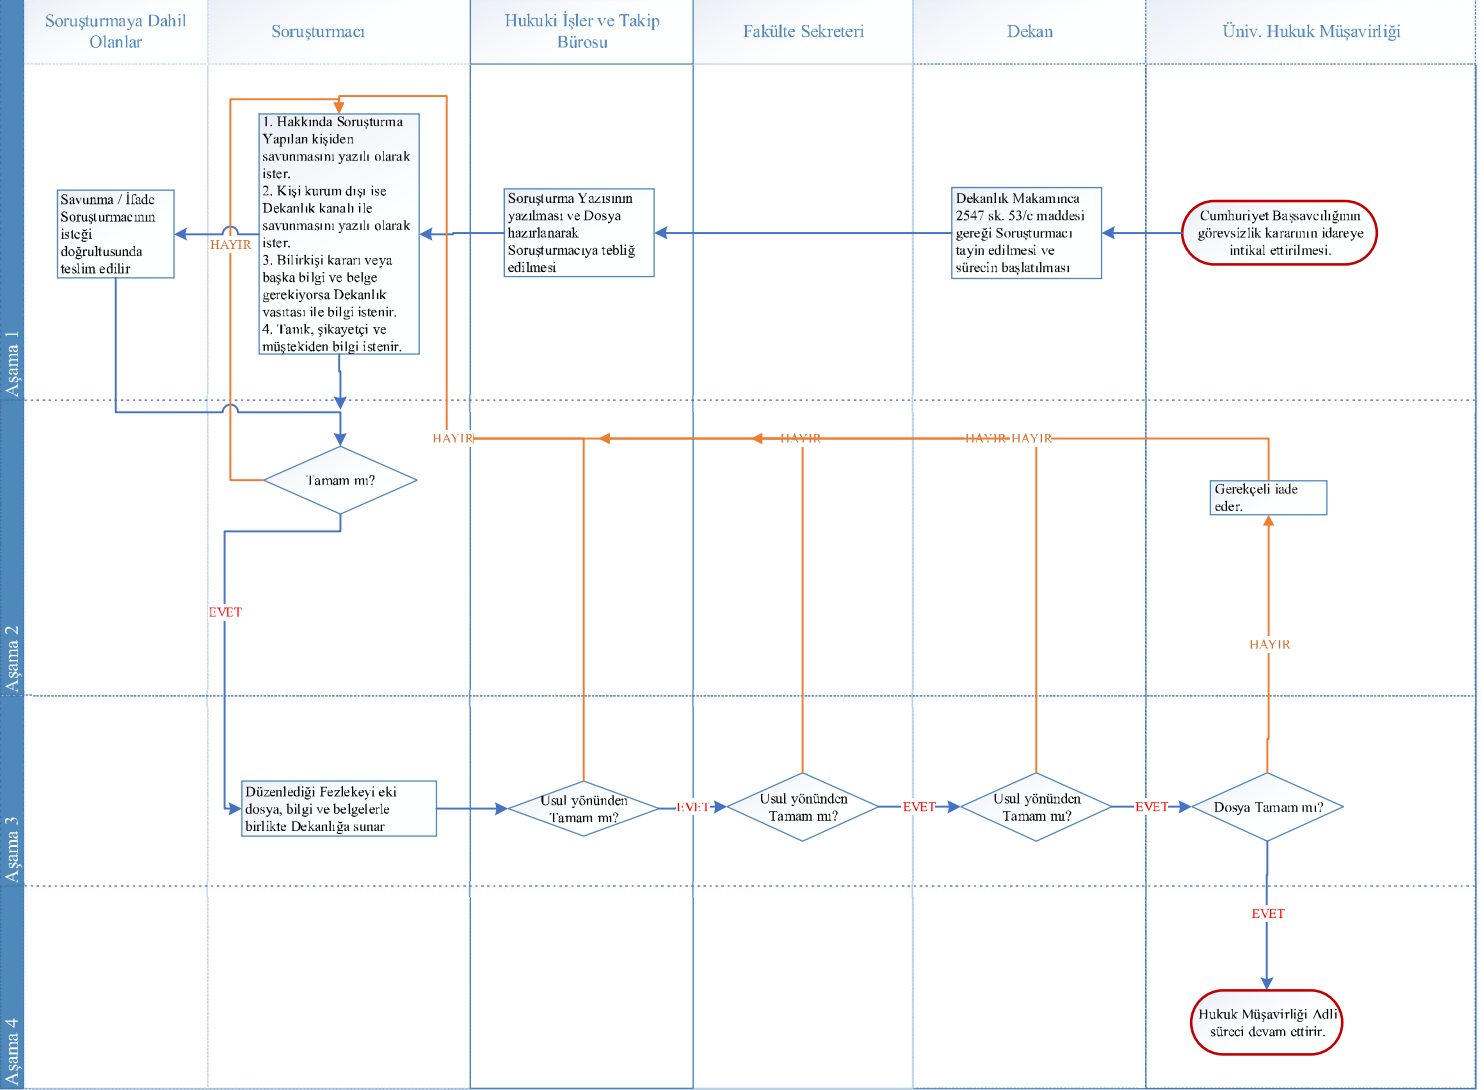 Soruşturmaya Dahil
Olanlar
Soruşturmacı
Hukuki İşler ve Takip
Bürosu
Fakülte Sekreteri
Dekan
Üniv. Hukuk Müşavirliği
Aşama 1
Savunma / İfade
Soruşturmacının
isteği
doğrultusunda
teslim edilir
HAYIR
1. Hakkında Soruşturma
Yapılan kişiden
savunmasını yazılı olarak
ister.
2. Kişi kurum dışı ise
Dekanlık kanalı ile
savunmasını yazılı olarak
ister.
3. Bilirkişi kararı veya
başka bilgi ve belge
gerekiyorsa Dekanlık
vasıtası ile bilgi istenir.
4. Tanık, şikayetçi ve
müştekiden bilgi istenir.
Soruşturma Yazısının
yazılması ve Dosya
hazırlanarak
Soruşturmacıya tebliğ
edilmesi
Dekanlık Makamınca
2547 sk. 53/c maddesi
gereği Soruşturmacı
tayin edilmesi ve
sürecin başlatılması
Cumhuriyet Başsavcılığının
görevsizlik kararının idareye
intikal ettirilmesi.
Aşama 2
HAYIR
HAYIR
HAYIR
HAYIR
Tamam mı?
Gerekçeli iade
eder.
EVET
HAYIR
Aşama 3
Düzenlediği Fezlekeyi eki
dosya, bilgi ve belgelerle
birlikte Dekanlığa sunar
Usul yönünden
Tamam mı?
EVET
Usul yönünden
Tamam mı?
EVET
Usul yönünden
Tamam mı?
EVET
Dosya Tamam mı?
Aşama 4
EVET
Hukuk Müşavirliği Adli
süreci devam ettirir.